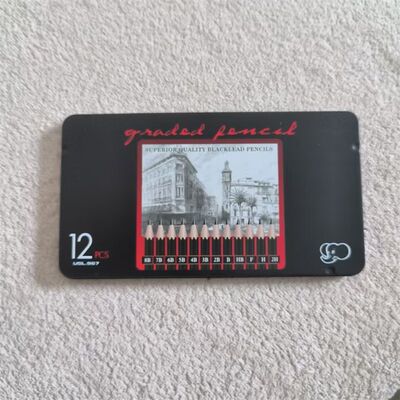 graded pencil
SUPERIOR QUALITY BLACKLEAD PENCILS
8B 7B 6B 5B 4B 3B 2B B HB F H 2H
12 PCS